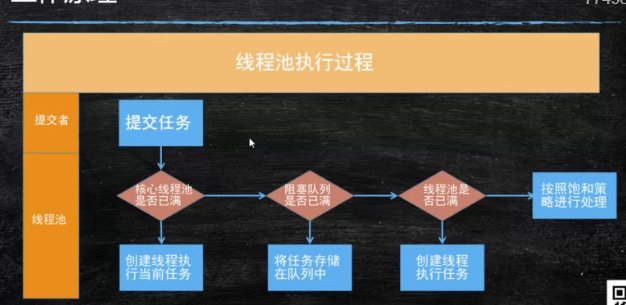 线程池执行过程
提交者
提交任务
线程池
核心线程池
是否已满
阻塞队列
是否已满
线程池是
否已满
按照饱和策
略进行处理
创建线程执
行当前任务
将任务存储
在队列中
创建线程
执行任务